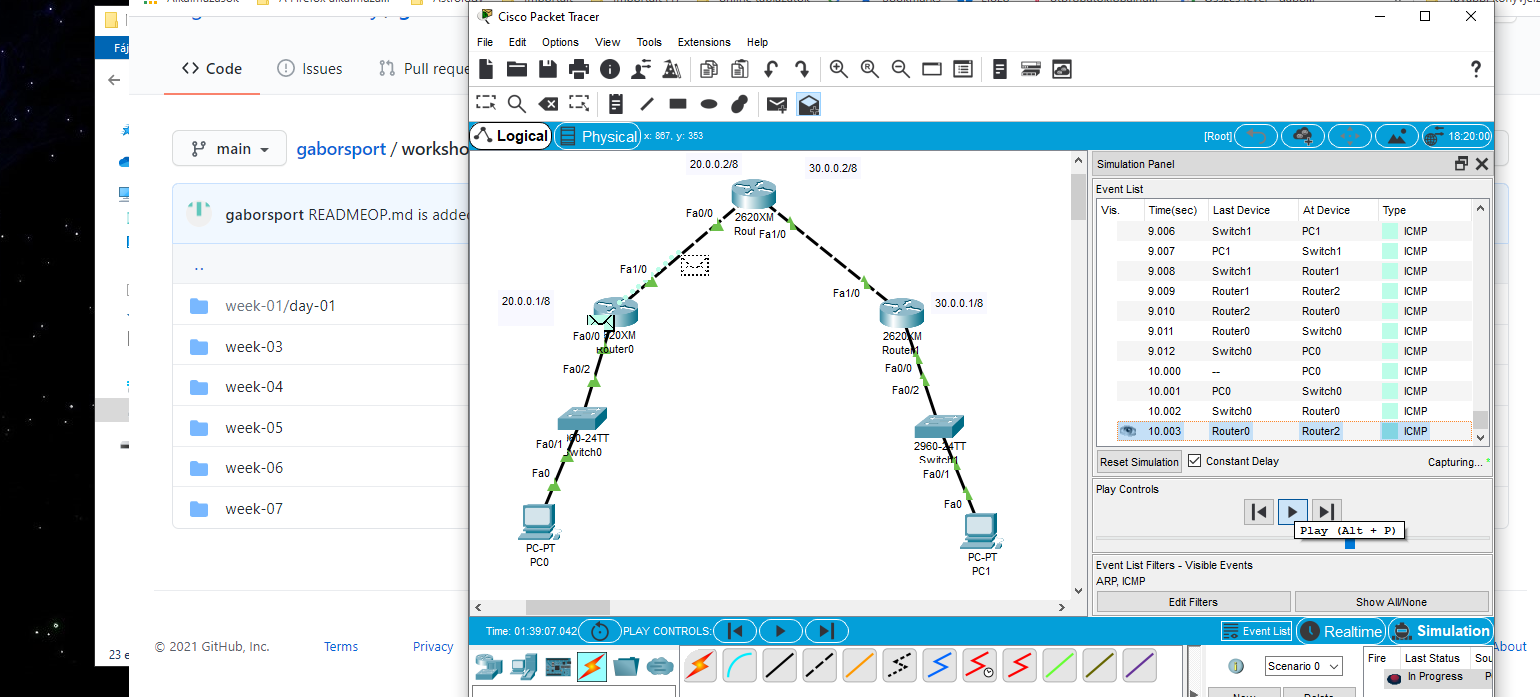 Cisco Packet Tracer
File Edit Options View Tools Extensions Help
Fáj
<> Code Issues Pull reque
main gaborsport / worksho
gaborsport READMEOP.md is added
..
week-01/day-01
week-03
week-04
week-05
week-06
week-07
© 2021 GitHub, Inc. Terms Privacy
About
23 e
Logical Physical x: 867, y: 353 [Root] 18:20:00
20.0.0.2/8
30.0.0.2/8
2620XM
Fa0/0
Fa1/0
Fa1/0
20.0.0.1/8
Fa1/0
30.0.0.1/8
Fa0/0
20XM
Router0
2620XM
Router1
Fa0/2
Fa0/0
Fa0/2
60-24TT
witch0
Fa0/1
2960-24TT
Switch1
Fa0/1
Fa0
Fa0
PC-PT
PC0
PC-PT
PC1
Simulation Panel
Event List
Vis. Time(sec) Last Device At Device Type
9.006 Switch1 PC1 ICMP
9.007 PC1 Switch1 ICMP
9.008 Switch1 Router1 ICMP
9.009 Router1 Router2 ICMP
9.010 Router2 Router0 ICMP
9.011 Router0 Switch0 ICMP
9.012 Switch0 PC0 ICMP
10.000 -- PC0 ICMP
10.001 PC0 Switch0 ICMP
10.002 Switch0 Router0 ICMP
10.003 Router0 Router2 ICMP
Reset Simulation Constant Delay Capturing... *
Play Controls
Play (Alt + P)
Event List Filters - Visible Events
ARP, ICMP
Edit Filters Show All/None
Time: 01:39:07.042 PLAY CONTROLS: Event List Realtime Simulation
Scenario 0
Fire Last Status Sou
In Progress P
New Delete